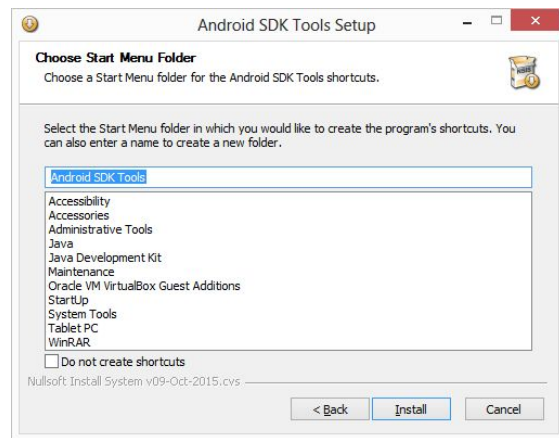 Android SDK Tools Setup
Choose Start Menu Folder
Choose a Start Menu folder for the Android SDK Tools shortcuts.
Select the Start Menu folder in which you would like to create the program's shortcuts. You
can also enter a name to create a new folder.
Android SDK Tools
Accessibility
Accessories
Administrative Tools
Java
Java Development Kit
Maintenance
Oracle VM VirtualBox Guest Additions
StartUp
System Tools
Tablet PC
WinRAR
Do not create shortcuts
Nullsoft Install System v09-Oct-2015.cvs
< Back Install Cancel